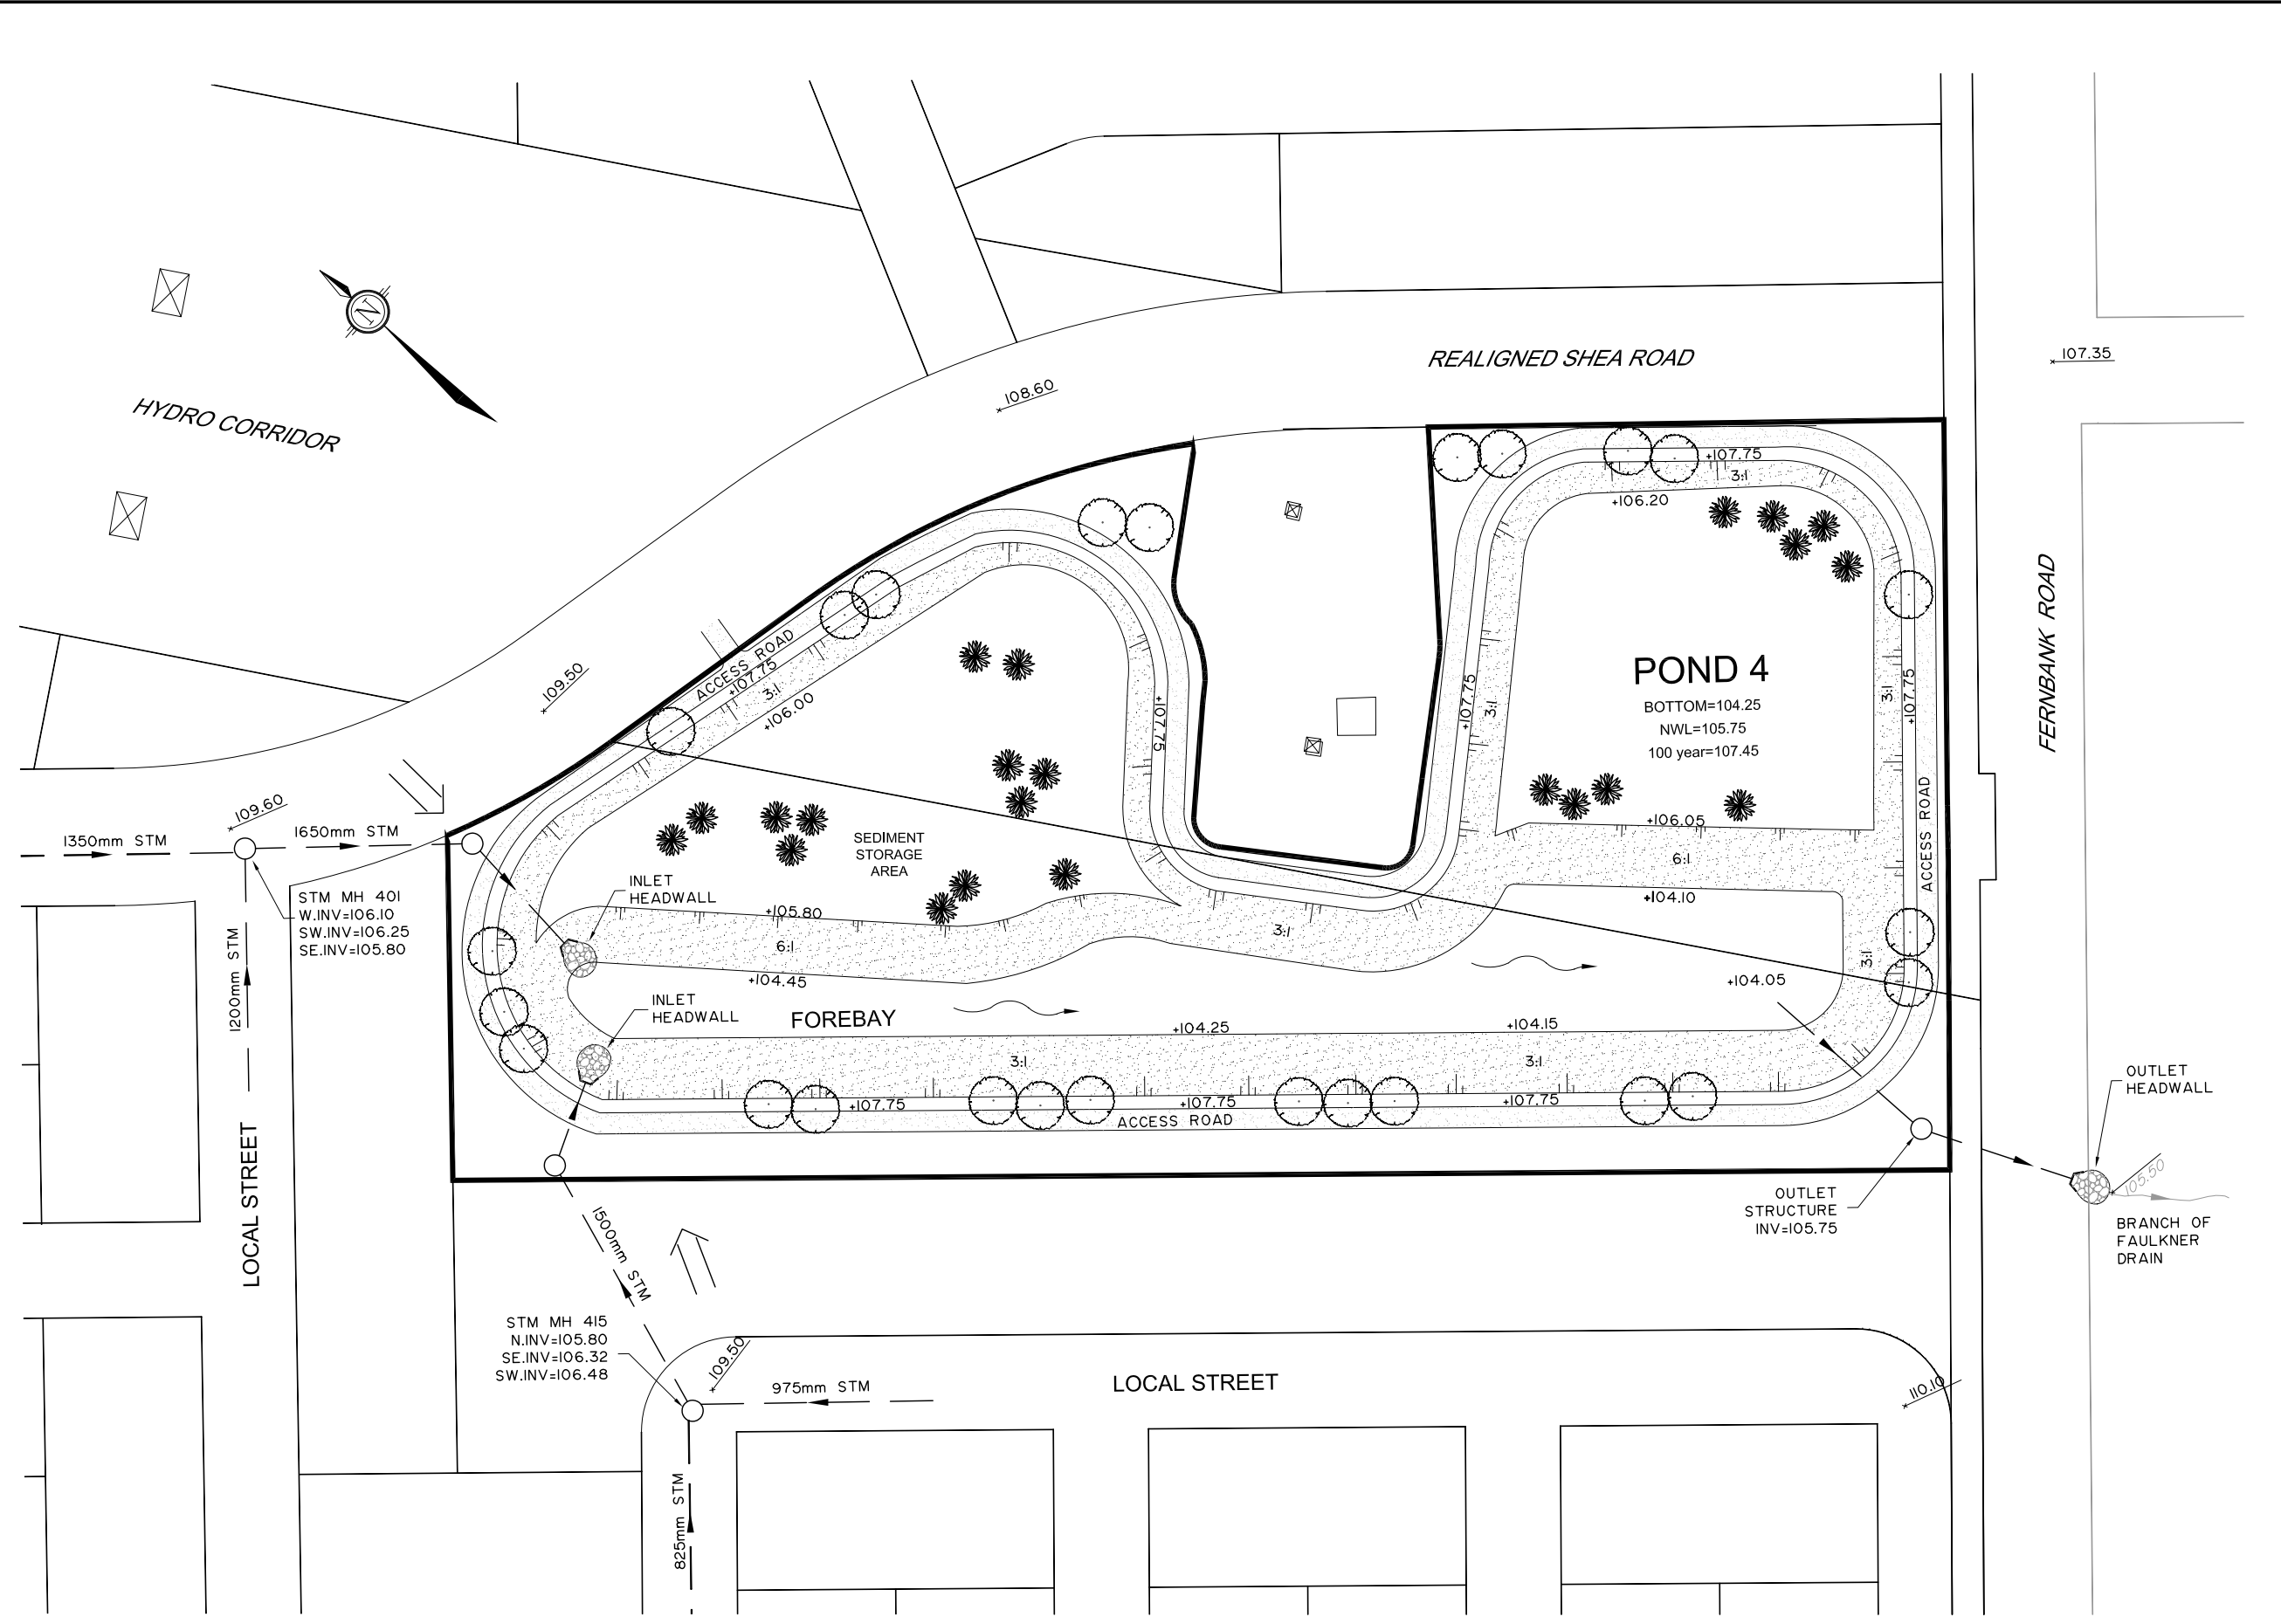 REALIGNED SHEA ROAD
107.35
108.60
N
HYDRO CORRIDOR
+107.75
3:1
+106.20
ACCESS ROAD
+107.75
3:1
+106.00
109.50
+107.75
+107.75
3:1
POND 4
BOTTOM=104.25
NWL=105.75
100 year=107.45
3:1
+107.75
FERNBANK ROAD
109.60
1350mm STM
1650mm STM
SEDIMENT
STORAGE
AREA
+106.05
6:1
ACCESS ROAD
STM MH 401
W.INV=106.10
SW.INV=106.25
SE.INV=105.80
INLET
HEADWALL
+105.80
6:1
+104.45
3:1
+104.10
3:1
+104.05
1200mm STM
INLET
HEADWALL
FOREBAY
+104.25
+104.15
3:1
3:1
+107.75
+107.75
+107.75
ACCESS ROAD
OUTLET
HEADWALL
105.50
LOCAL STREET
1500mm STM
OUTLET
STRUCTURE
INV=105.75
BRANCH OF
FAULKNER
DRAIN
STM MH 415
N.INV=105.80
SE.INV=106.32
SW.INV=106.48
109.50
975mm STM
LOCAL STREET
110.10
825mm STM